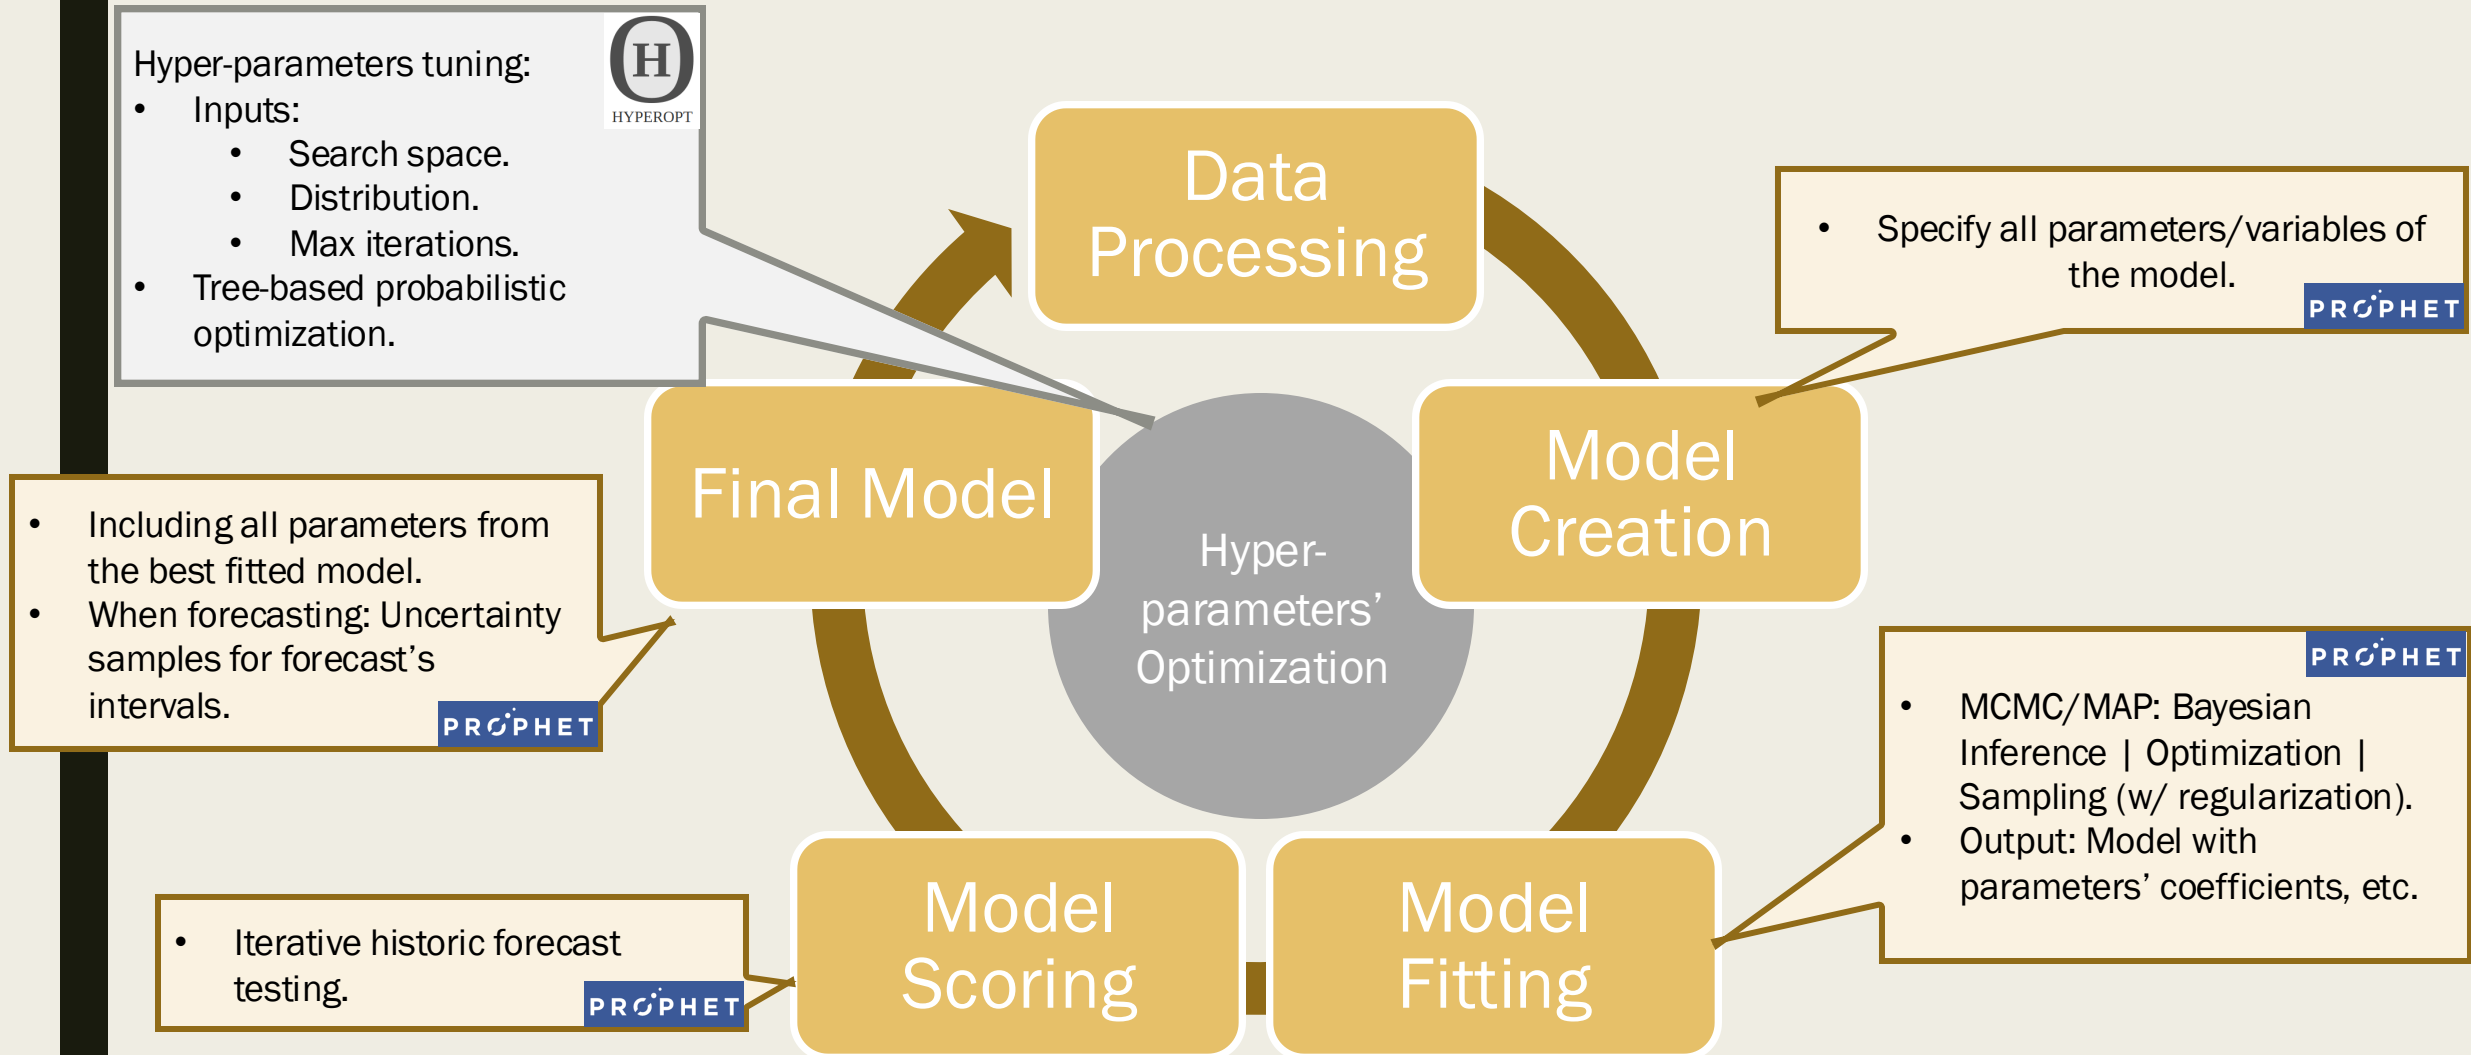 Hyper-parameters tuning:
• Inputs:
• Search space.
• Distribution.
• Max iterations.
• Tree-based probabilistic
optimization.
H
HYPEROPT
Data
Processing
• Specify all parameters/variables of
the model.
PROPHET
Model
Creation
Final Model
Hyper-
parameters’
Optimization
• Including all parameters from
the best fitted model.
• When forecasting: Uncertainty
samples for forecast’s
intervals.
PROPHET
PROPHET
• MCMC/MAP: Bayesian
Inference | Optimization |
Sampling (w/ regularization).
• Output: Model with
parameters’ coefficients, etc.
Model
Scoring
Model
Fitting
• Iterative historic forecast
testing.
PROPHET